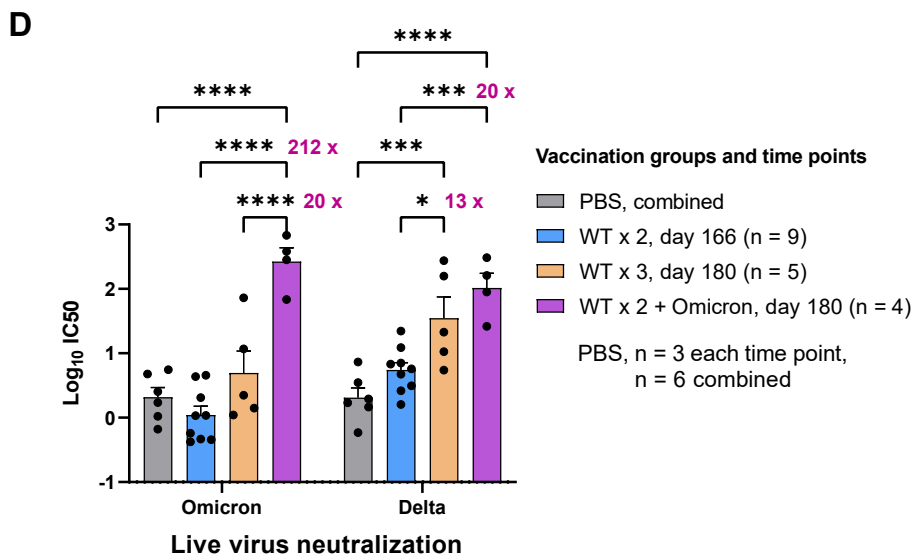 D
****
**** *** 20 x
**** 212 x ***
**** 20 x * 13 x
3
2
1
0
-1
Log₁₀ IC50
Omicron Delta
Live virus neutralization
Vaccination groups and time points
PBS, combined
WT x 2, day 166 (n = 9)
WT x 3, day 180 (n = 5)
WT x 2 + Omicron, day 180 (n = 4)
PBS, n = 3 each time point,
n = 6 combined